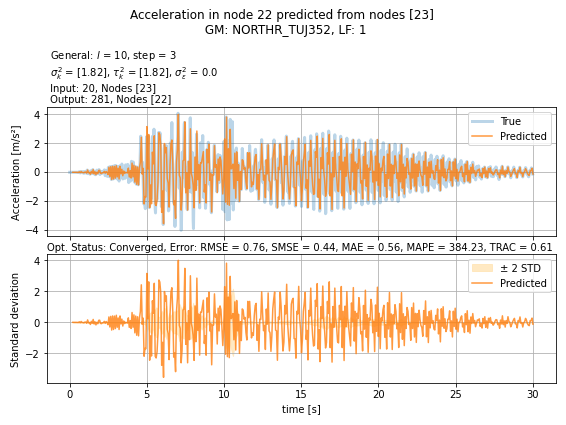 Acceleration in node 22 predicted from nodes [23]
GM: NORTHR_TUJ352, LF: 1
General: l = 10, step = 3
σ²ₖ = [1.82], τ²ₖ = [1.82], σ²ε = 0.0
Input: 20, Nodes [23]
Output: 281, Nodes [22]
4
2
0
−2
−4
Acceleration [m/s²]
True
Predicted
Opt. Status: Converged, Error: RMSE = 0.76, SMSE = 0.44, MAE = 0.56, MAPE = 384.23, TRAC = 0.61
4
2
0
−2
Standard deviation
± 2 STD
Predicted
0 5 10 15 20 25 30
time [s]